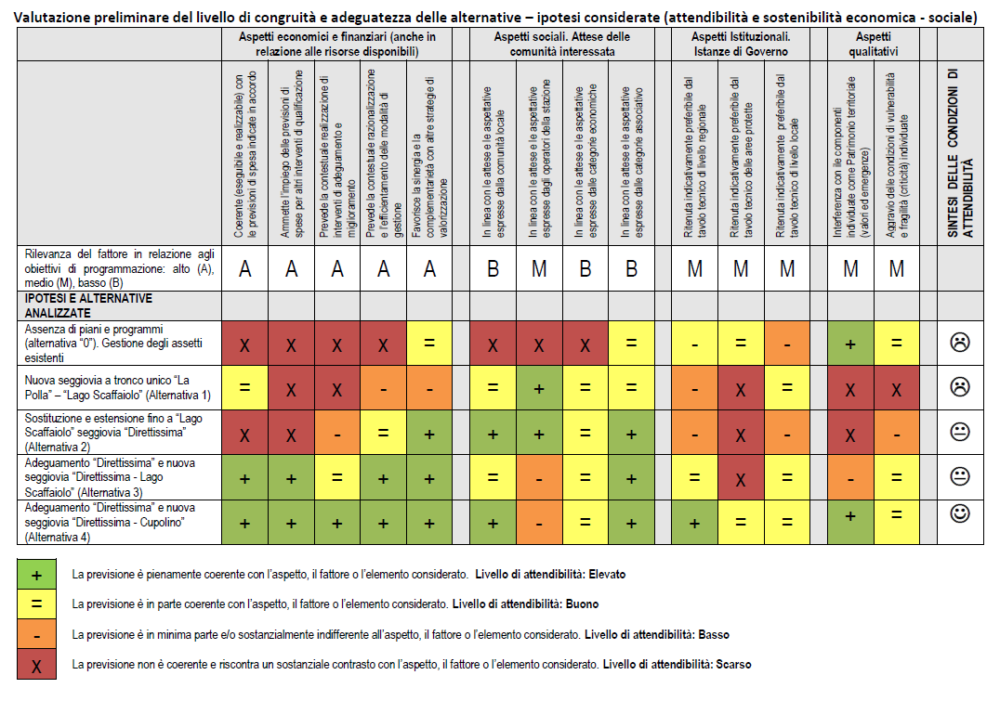 Valutazione preliminare del livello di congruità e adeguatezza delle alternative – ipotesi considerate (attendibilità e sostenibilità economica - sociale)
Aspetti economici e finanziari (anche in
relazione alle risorse disponibili)
Aspetti sociali. Attese delle
comunità interessata
Aspetti Istituzionali.
Istanze di Governo
Aspetti
qualitativi
Coerente (eseguibile e realizzabile) con
le previsioni di spesa indicate in accordo
Ammette l'impiego delle previsioni di
spese per altri interventi di qualificazione
Prevede la contestuale realizzazione di
interventi di adeguamento e
miglioramento
Prevede la contestuale razionalizzazione
e l'efficientamento delle modalità di
gestione
Favorisce la sinergia e la
complementarietà con altre strategie di
valorizzazione
In linea con le attese e le aspettative
espresse dalla comunità locale
In linea con le attese e le aspettative
espresse dagli operatori della stazione
In linea con le attese e le aspettative
espresse dalle categorie economiche
In linea con le attese e le aspettative
espresse dalle categorie associativo
Ritenuta indicativamente preferibile dal
tavolo tecnico di livello regionale
Ritenuta indicativamente preferibile dal
tavolo tecnico delle aree protette
Ritenuta indicativamente preferibile dal
tavolo tecnico di livello locale
Interferenza con ile componenti
individuate come Patrimonio territoriale
(valori ed emergenze)
Aggravio delle condizioni di vulnerabilità
e fragilità (criticità) individuate
SINTESI DELLE CONDIZIONI DI
ATTENDIBILITÀ
Rilevanza del fattore in relazione agli
obiettivi di programmazione: alto (A),
medio (M), basso (B)
A A A A A B M B B M M M M M
IPOTESI E ALTERNATIVE
ANALIZZATE
Assenza di piani e programmi
(alternativa “0”). Gestione degli assetti
esistenti
X X X X = X X X = - = - + =
Nuova seggiovia a tronco unico “La
Polla” – “Lago Scaffaiolo” (Alternativa 1)
= X X - - = + = = - X = X X
Sostituzione e estensione fino a “Lago
Scaffaiolo” seggiovia “Direttissima”
(Alternativa 2)
X X - = + + + = + - X - X -
Adeguamento “Direttissima” e nuova
seggiovia “Direttissima - Lago
Scaffaiolo” (Alternativa 3)
+ + = + + = - = + = X = - =
Adeguamento “Direttissima” e nuova
seggiovia “Direttissima - Cupolino”
(Alternativa 4)
+ + + + + + - = + + = = + =
+ La previsione è pienamente coerente con l'aspetto, il fattore o l'elemento considerato. Livello di attendibilità: Elevato
= La previsione è in parte coerente con l'aspetto, il fattore o l'elemento considerato. Livello di attendibilità: Buono
- La previsione è in minima parte e/o sostanzialmente indifferente all'aspetto, il fattore o l'elemento considerato. Livello di attendibilità: Basso
X La previsione non è coerente e riscontra un sostanziale contrasto con l'aspetto, il fattore o l'elemento considerato. Livello di attendibilità: Scarso